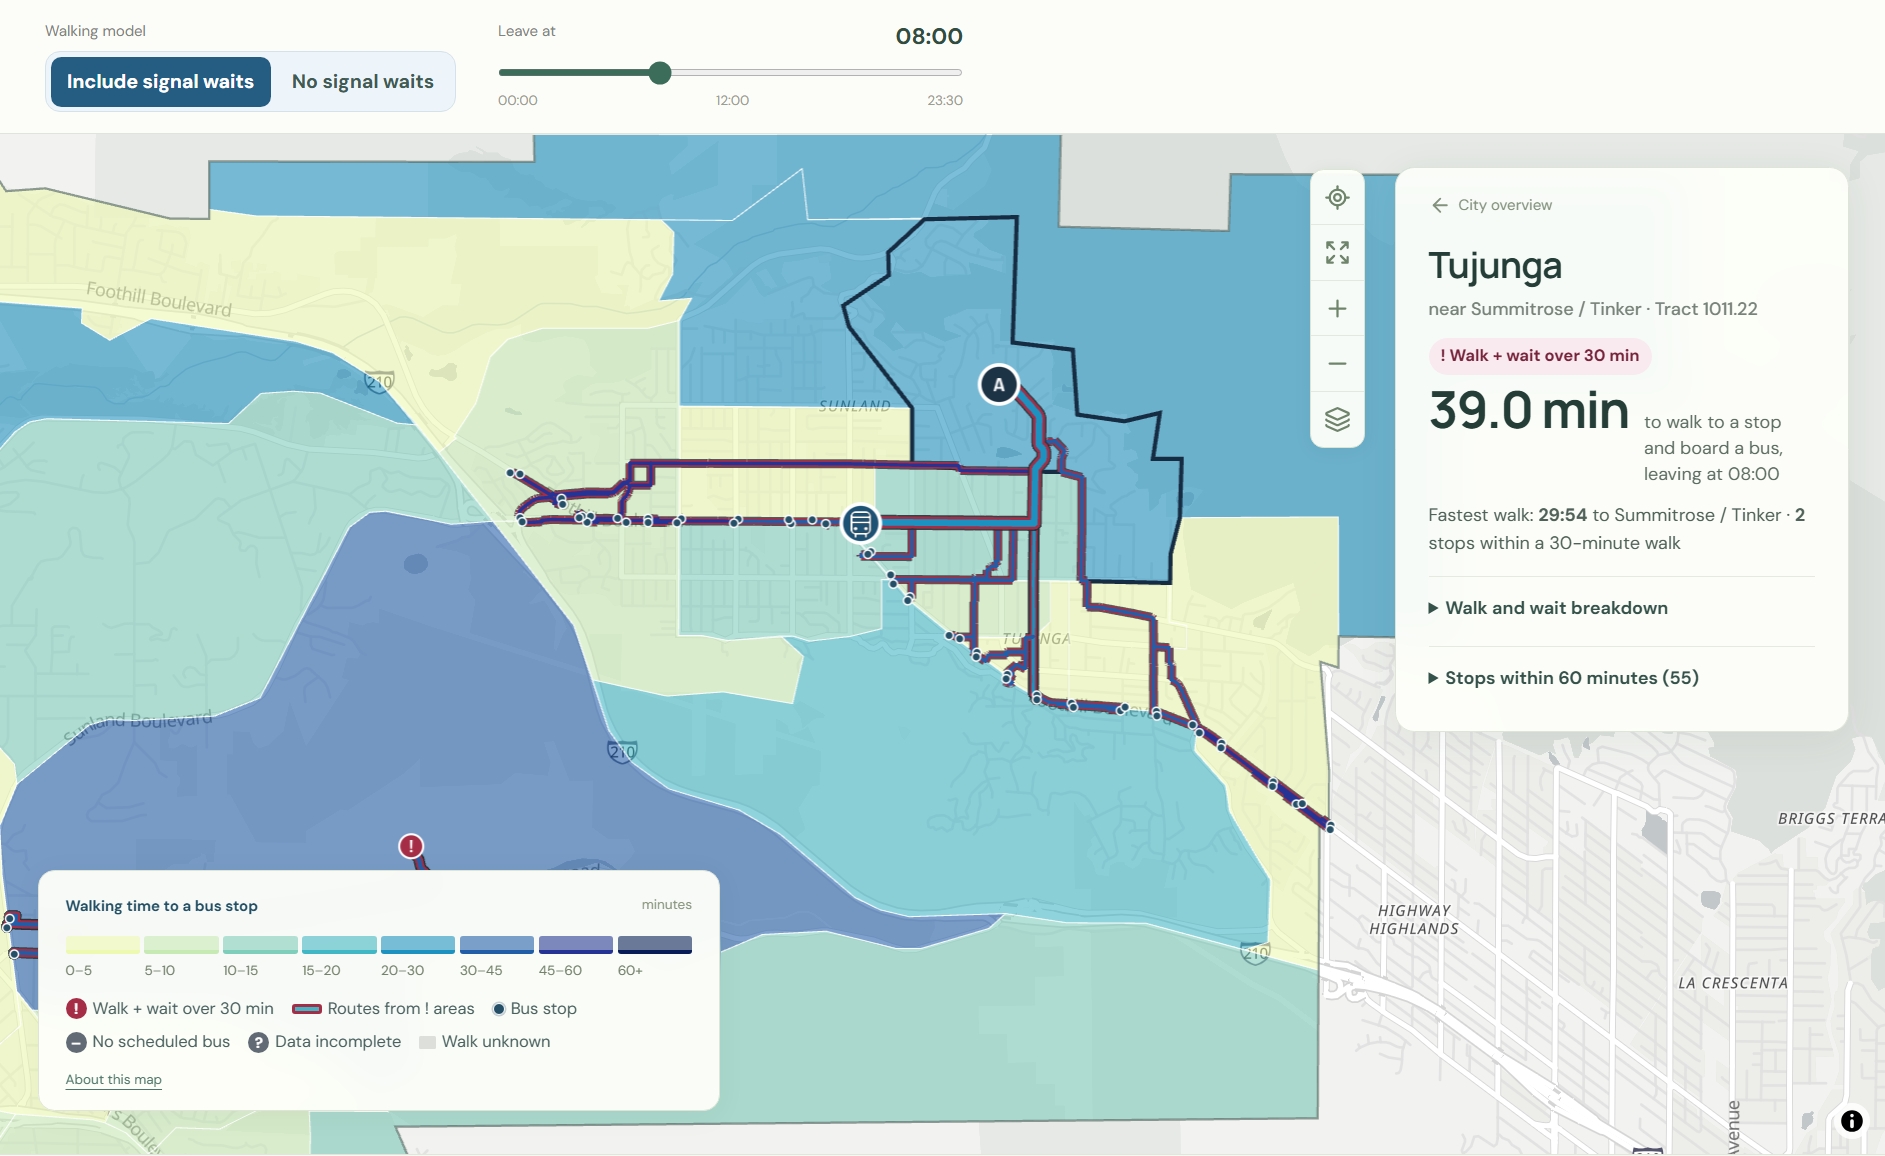 Walking model
Include signal waits
No signal waits
Leave at
08:00
00:00
12:00
23:30
City overview
Tujunga
near Summitrose / Tinker · Tract 1011.22
! Walk + wait over 30 min
39.0 min
to walk to a stop
and board a bus,
leaving at 08:00
Fastest walk: 29:54 to Summitrose / Tinker · 2
stops within a 30-minute walk
▶ Walk and wait breakdown
▶ Stops within 60 minutes (55)
Foothill Boulevard
210
SUNLAND
A
Sunland Boulevard
210
210
HIGHWAY
HIGHLANDS
BRIGGS TERRA
LA CRESCENTA
!
Walking time to a bus stop
minutes
0–5
5–10
10–15
15–20
20–30
30–45
45–60
60+
! Walk + wait over 30 min
Routes from ! areas
Bus stop
– No scheduled bus
? Data incomplete
Walk unknown
About this map